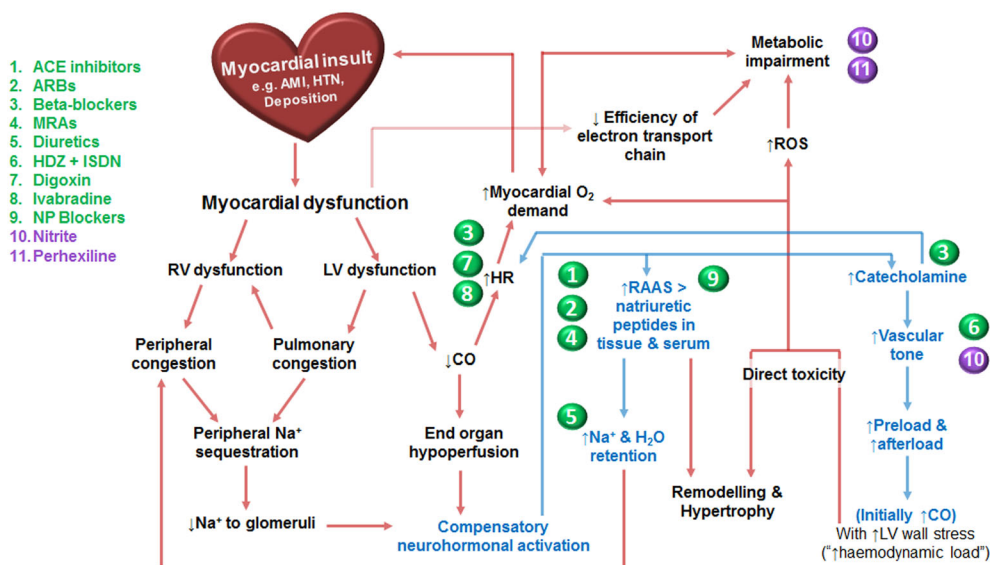 Myocardial insult
e.g. AMI, HTN,
Deposition
1. ACE inhibitors
2. ARBs
3. Beta-blockers
4. MRAs
5. Diuretics
6. HDZ + ISDN
7. Digoxin
8. Ivabradine
9. NP Blockers
10. Nitrite
11. Perhexiline
Metabolic
impairment
10
11
↓ Efficiency of
electron transport
chain
↑ROS
Myocardial dysfunction
↑Myocardial O₂
demand
RV dysfunction
LV dysfunction
3
7
8
↑HR
1
2
4
↑RAAS >
natriuretic
peptides in
tissue & serum
9
3
↑Catecholamine
↑Vascular
tone
6
10
Peripheral
congestion
Pulmonary
congestion
↓CO
Direct toxicity
Peripheral Na⁺
sequestration
End organ
hypoperfusion
5
↑Na⁺ & H₂O
retention
↑Preload &
↑afterload
Remodelling &
Hypertrophy
↓Na⁺ to glomeruli
Compensatory
neurohormonal activation
(Initially ↑CO)
With ↑LV wall stress
("↑haemodynamic load")